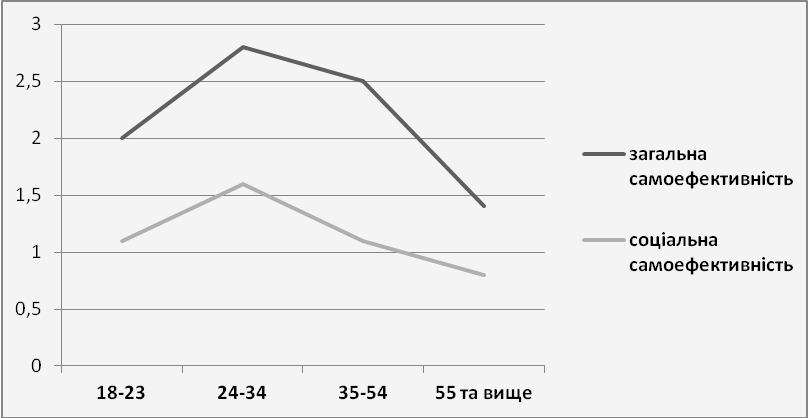 3
2,5
2
1,5
1
0,5
0
18-23 24-34 35-54 55 та вище
загальна
самоефективність
соціальна
самоефективність